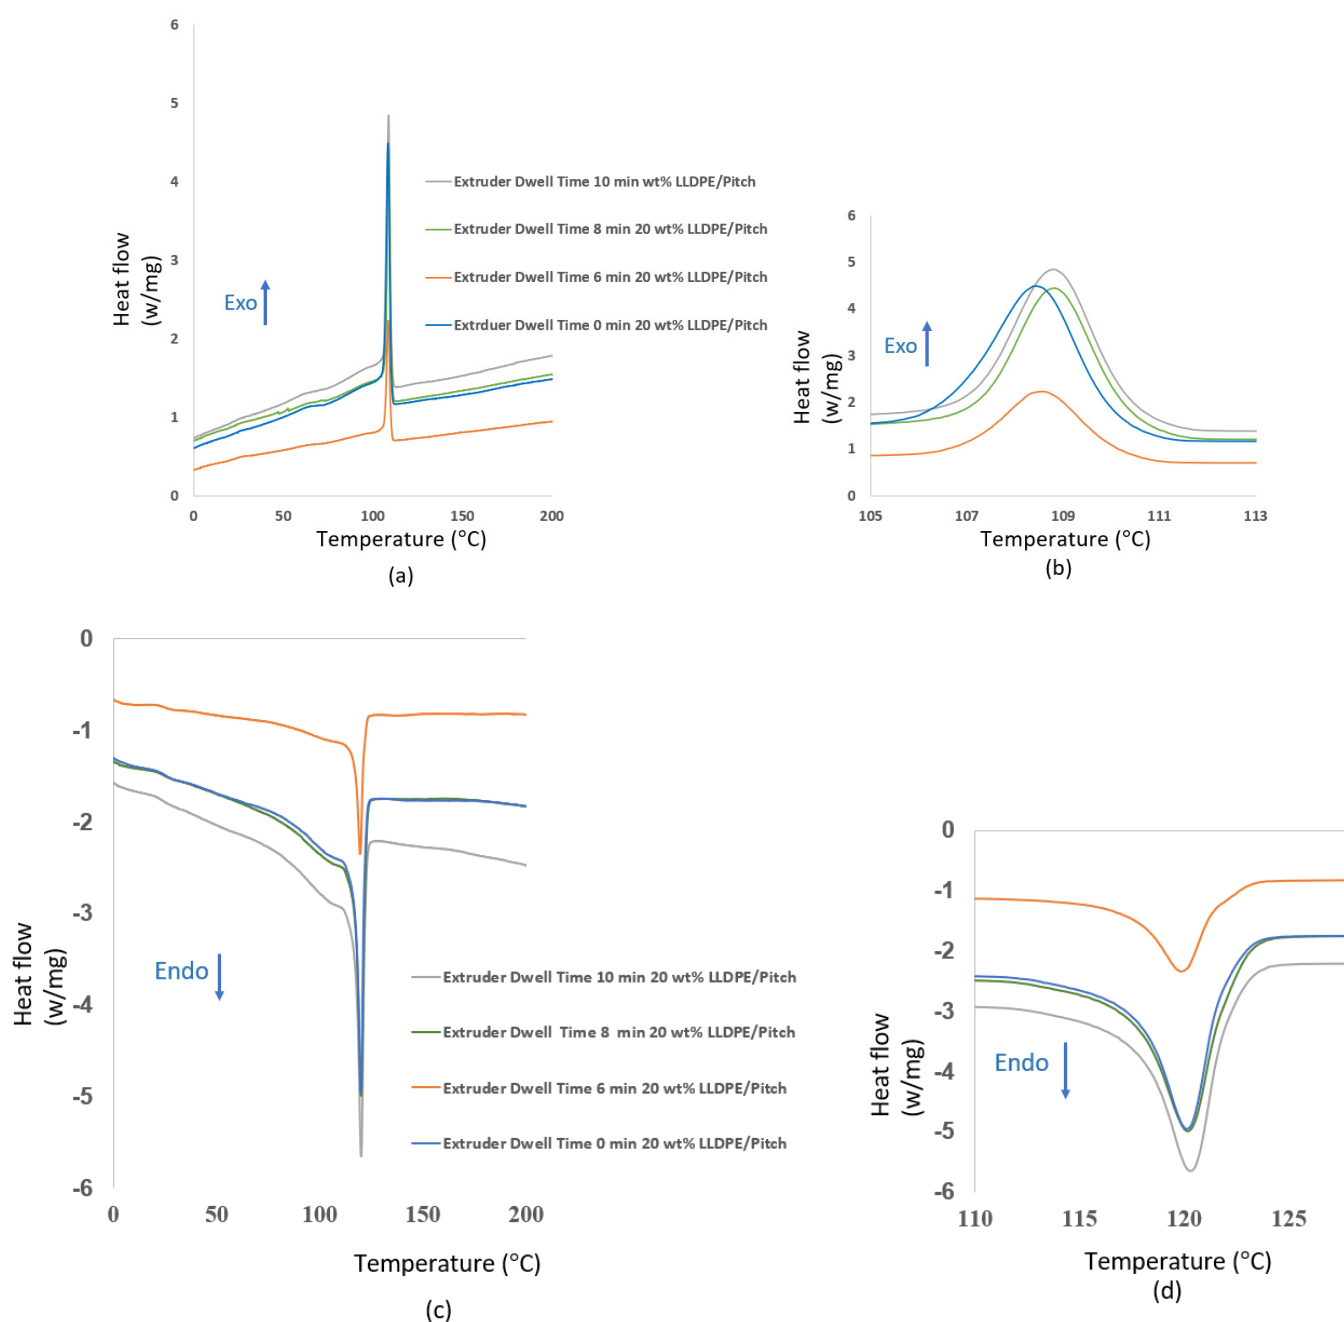 6
5
4
3
2
1
0
Heat flow
(w/mg)
Exo
0 50 100 150 200
Temperature (°C)
(a)
Extruder Dwell Time 10 min wt% LLDPE/Pitch
Extruder Dwell Time 8 min 20 wt% LLDPE/Pitch
Extruder Dwell Time 6 min 20 wt% LLDPE/Pitch
Extrduer Dwell Time 0 min 20 wt% LLDPE/Pitch
6
5
4
3
2
1
0
Heat flow
(w/mg)
Exo
105 107 109 111 113
Temperature (°C)
(b)
0
-1
-2
-3
-4
-5
-6
Heat flow
(w/mg)
Endo
Extruder Dwell Time 10 min 20 wt% LLDPE/Pitch
Extruder Dwell Time 8 min 20 wt% LLDPE/Pitch
Extruder Dwell Time 6 min 20 wt% LLDPE/Pitch
Extruder Dwell Time 0 min 20 wt% LLDPE/Pitch
0 50 100 150 200
Temperature (°C)
(c)
0
-1
-2
-3
-4
-5
-6
Heat flow
(w/mg)
Endo
110 115 120 125
Temperature (°C)
(d)